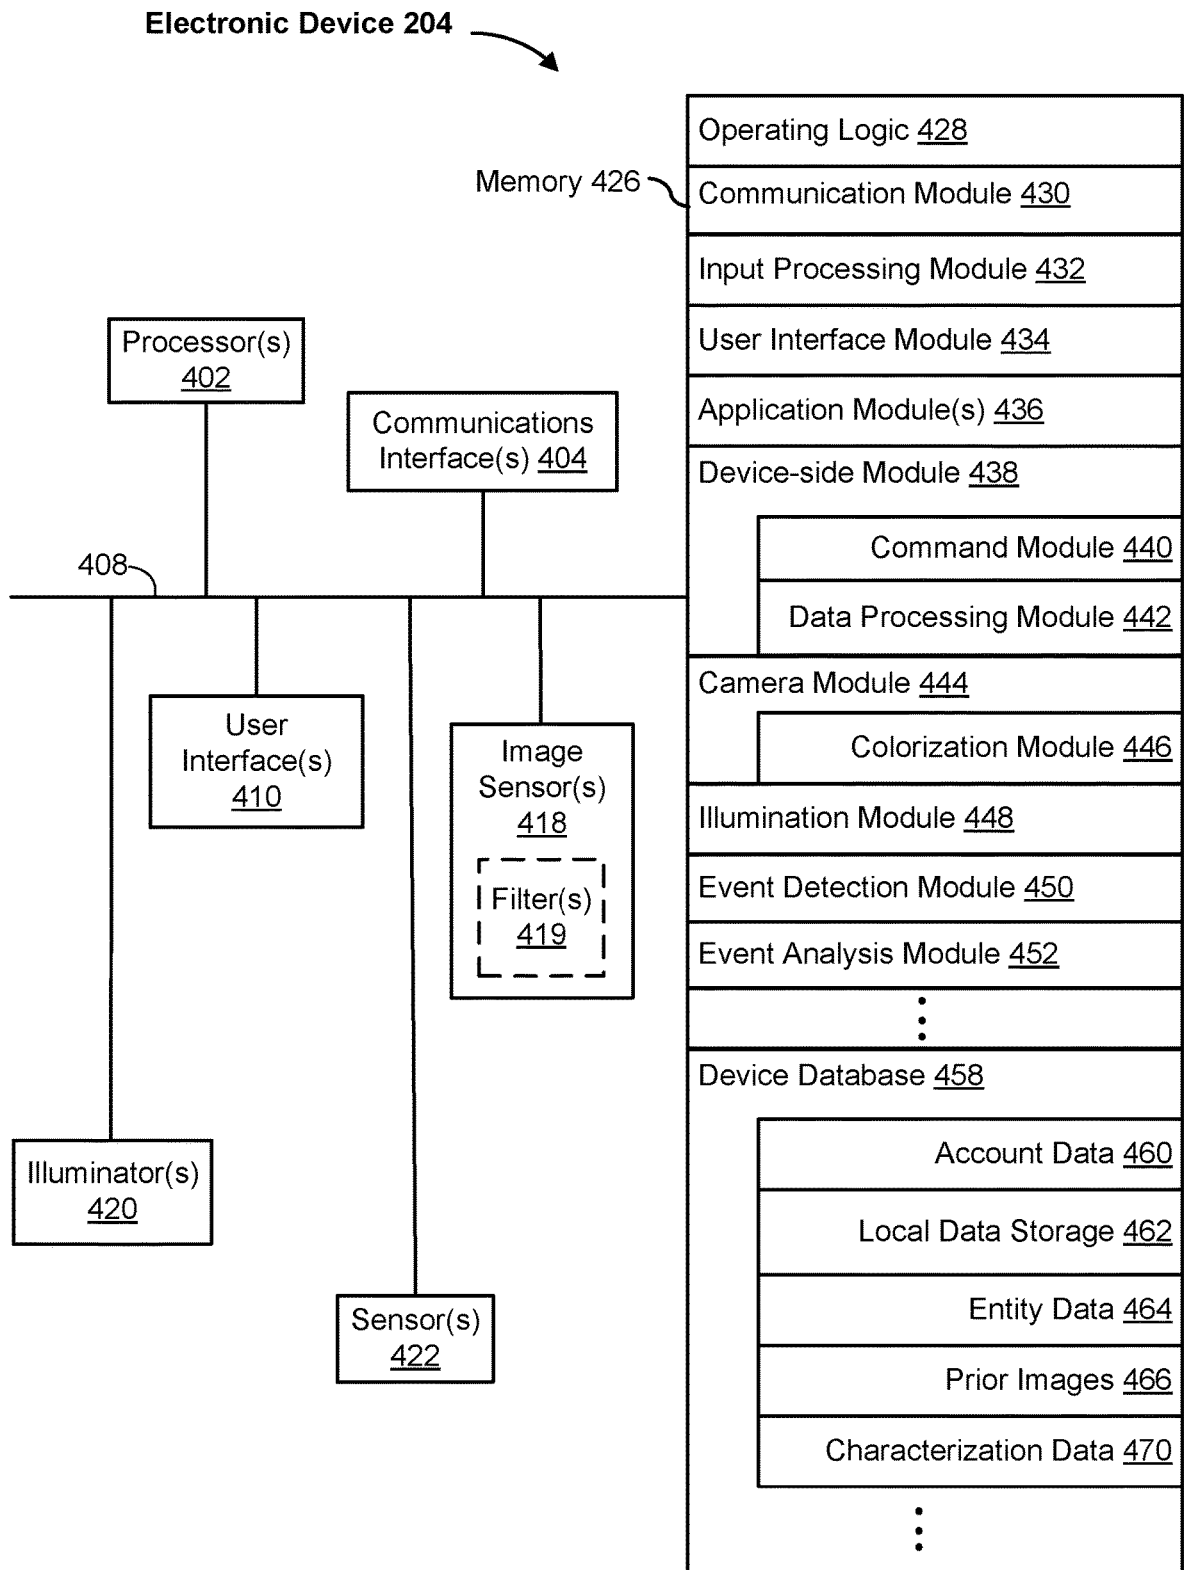 Electronic Device 204
Operating Logic 428
Memory 426
Communication Module 430
Input Processing Module 432
User Interface Module 434
Application Module(s) 436
Device-side Module 438
Command Module 440
Data Processing Module 442
Camera Module 444
Colorization Module 446
Illumination Module 448
Event Detection Module 450
Event Analysis Module 452
Device Database 458
Account Data 460
Local Data Storage 462
Entity Data 464
Prior Images 466
Characterization Data 470
Processor(s)
402
Communications
Interface(s) 404
408
User
Interface(s)
410
Image
Sensor(s)
418
Filter(s)
419
Illuminator(s)
420
Sensor(s)
422